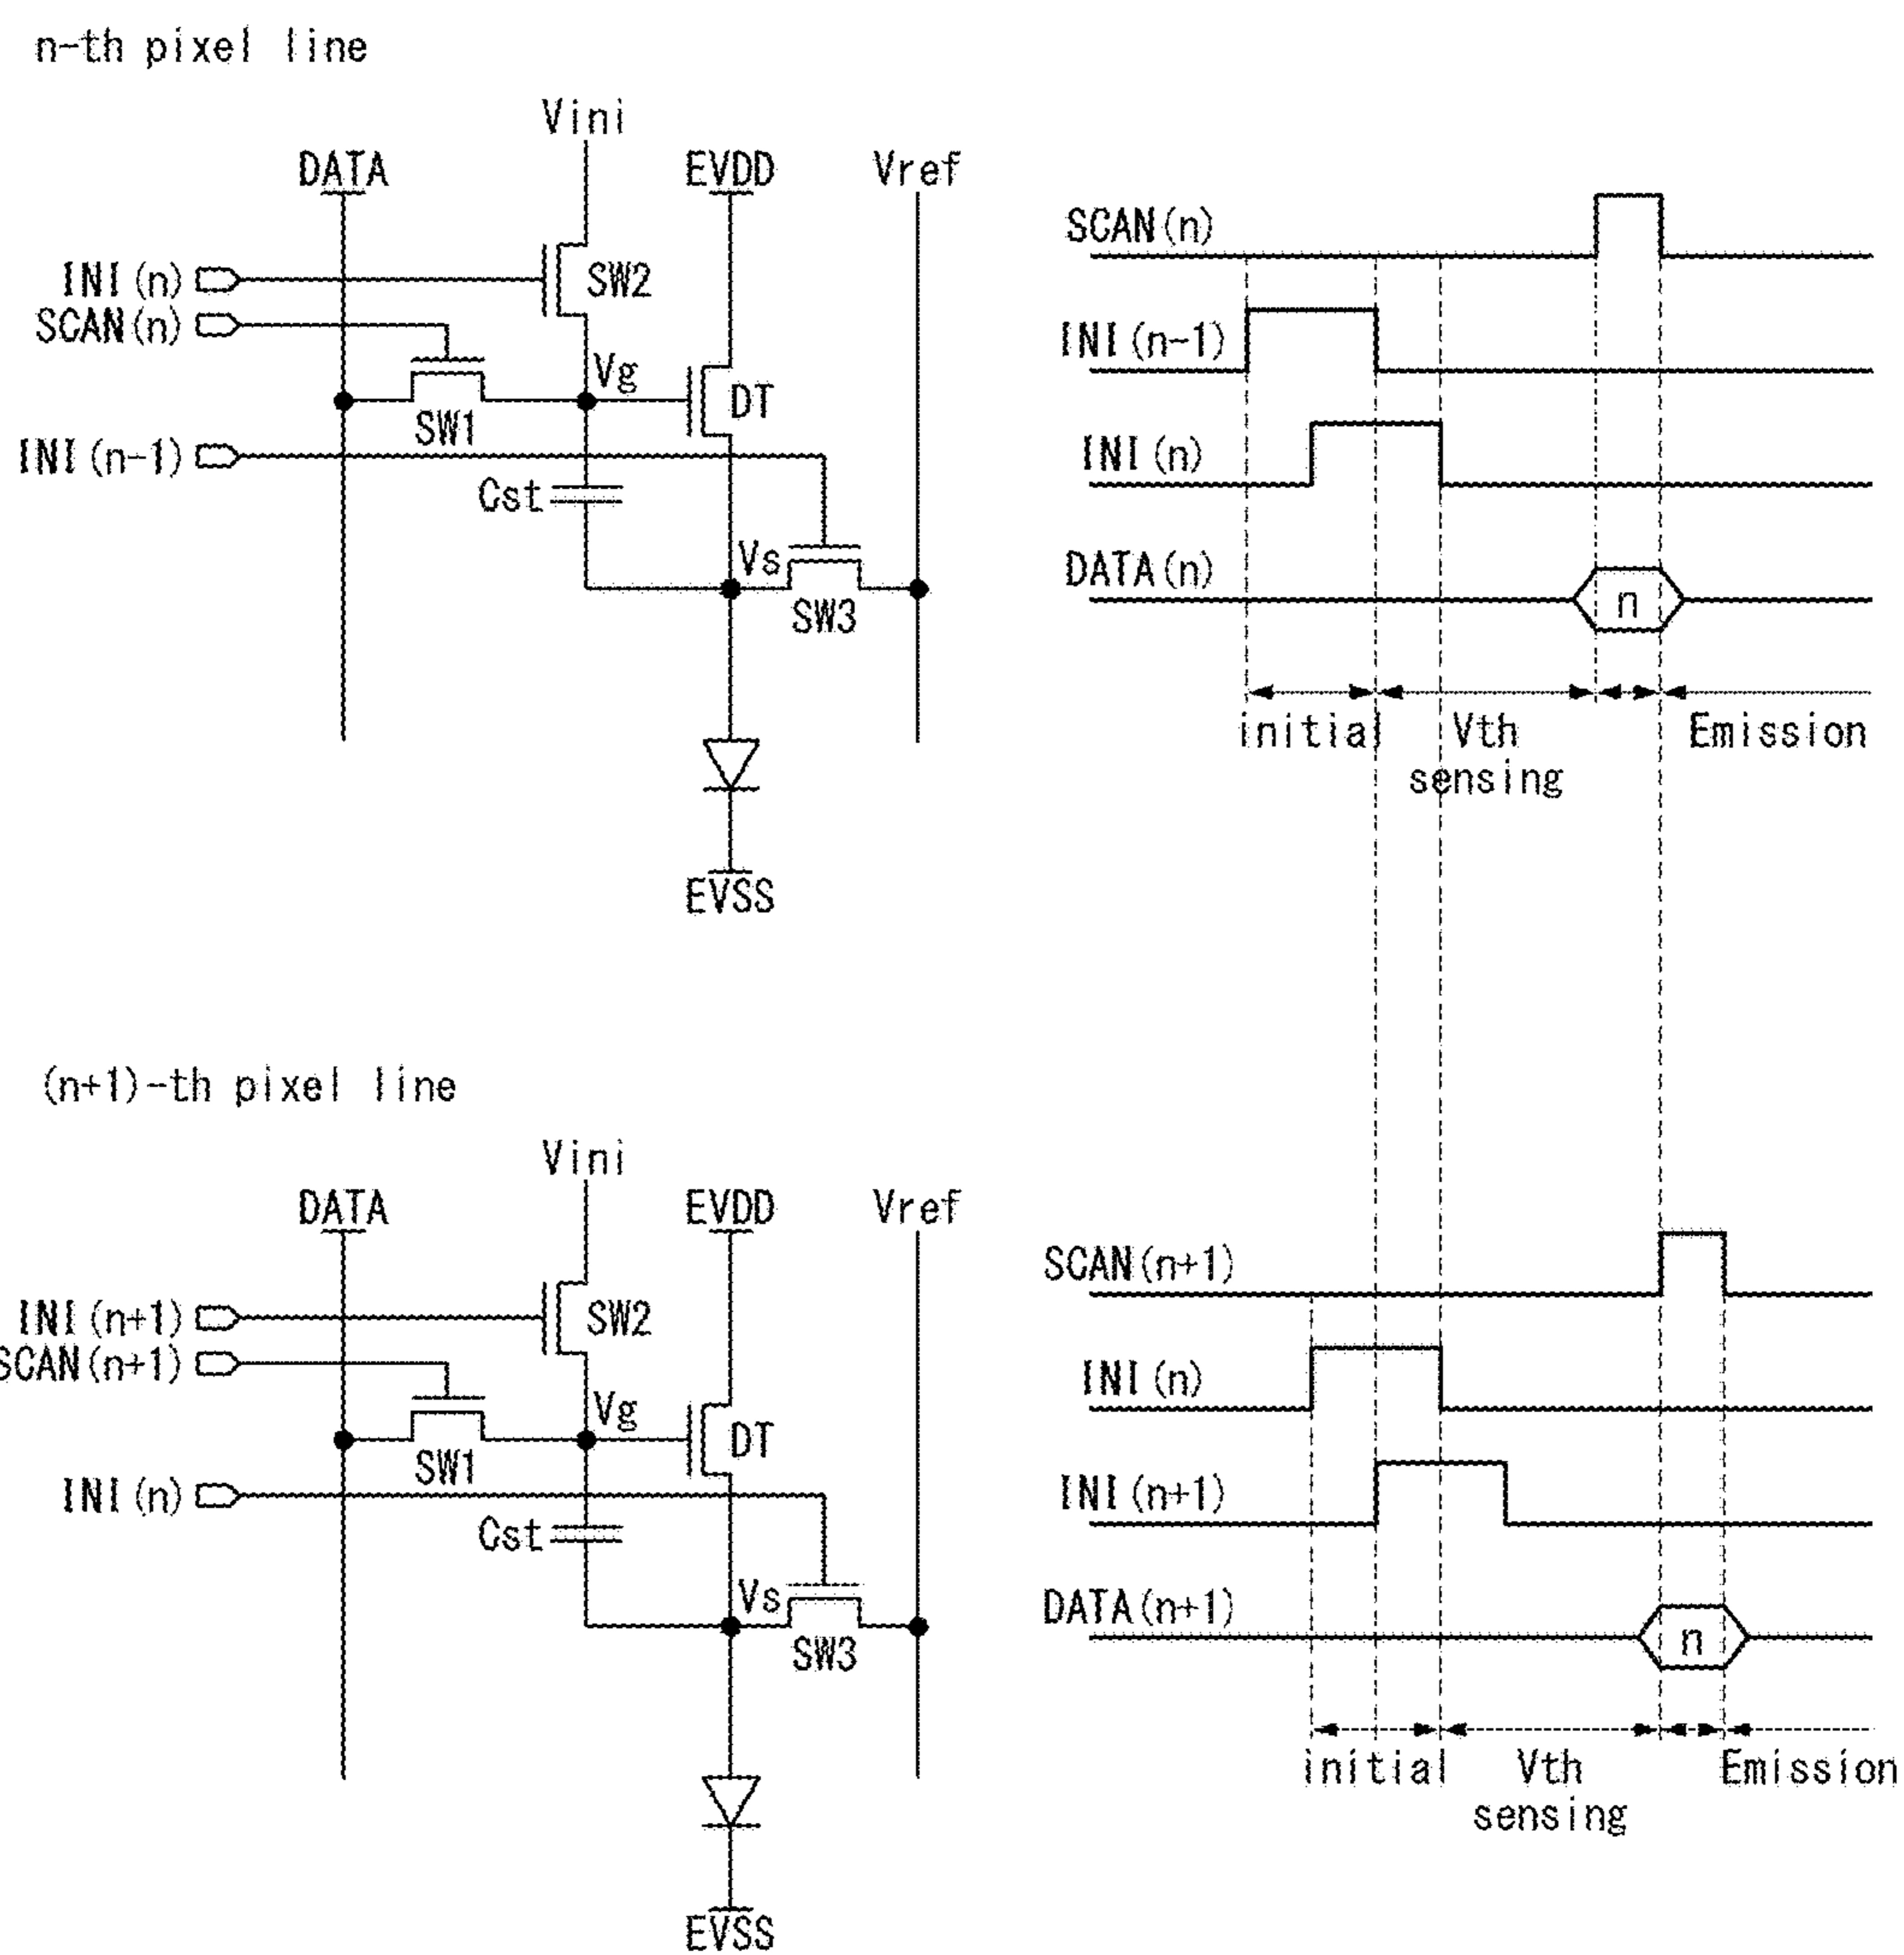 n-th pixel line
Vini
DATA
EVDD
Vref
INI(n)
SW2
SCAN(n)
Vg
DT
SW1
INI(n-1)
Cst
Vs
SW3
EVSS
SCAN(n)
INI(n-1)
INI(n)
DATA(n)
n
initial
Vth
sensing
Emission
(n+1)-th pixel line
Vini
DATA
EVDD
Vref
INI(n+1)
SW2
SCAN(n+1)
Vg
DT
SW1
INI(n)
Cst
Vs
SW3
EVSS
SCAN(n+1)
INI(n)
INI(n+1)
DATA(n+1)
n
initial
Vth
sensing
Emission